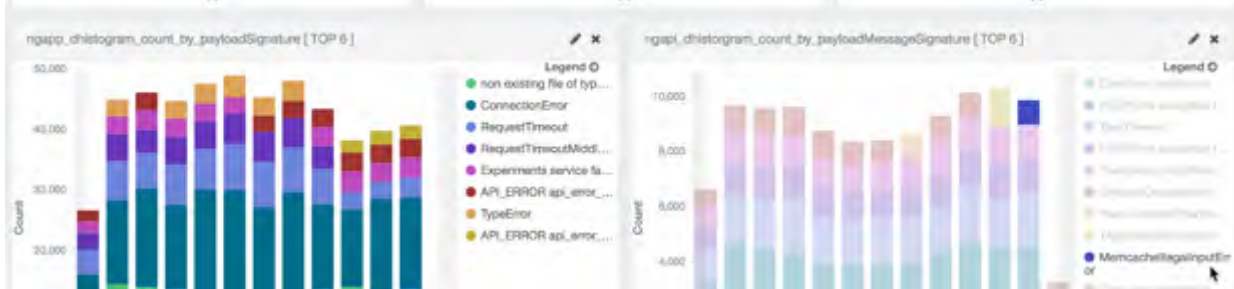 ngapp_dhistogram_count_by_payloadSignature [ TOP 6 ]
50,000
40,000
30,000
20,000
Count
Legend
non existing file of typ...
ConnectionError
RequestTimeout
RequestTimeoutMiddl...
Experiments service fa...
API_ERROR api_error_...
TypeError
API_ERROR api_error_...
ngapi_dhistorgram_count_by_payloadMessageSignature [ TOP 6 ]
10,000
8,000
6,000
4,000
Count
Legend
MemcacheIllegalInputErr
or